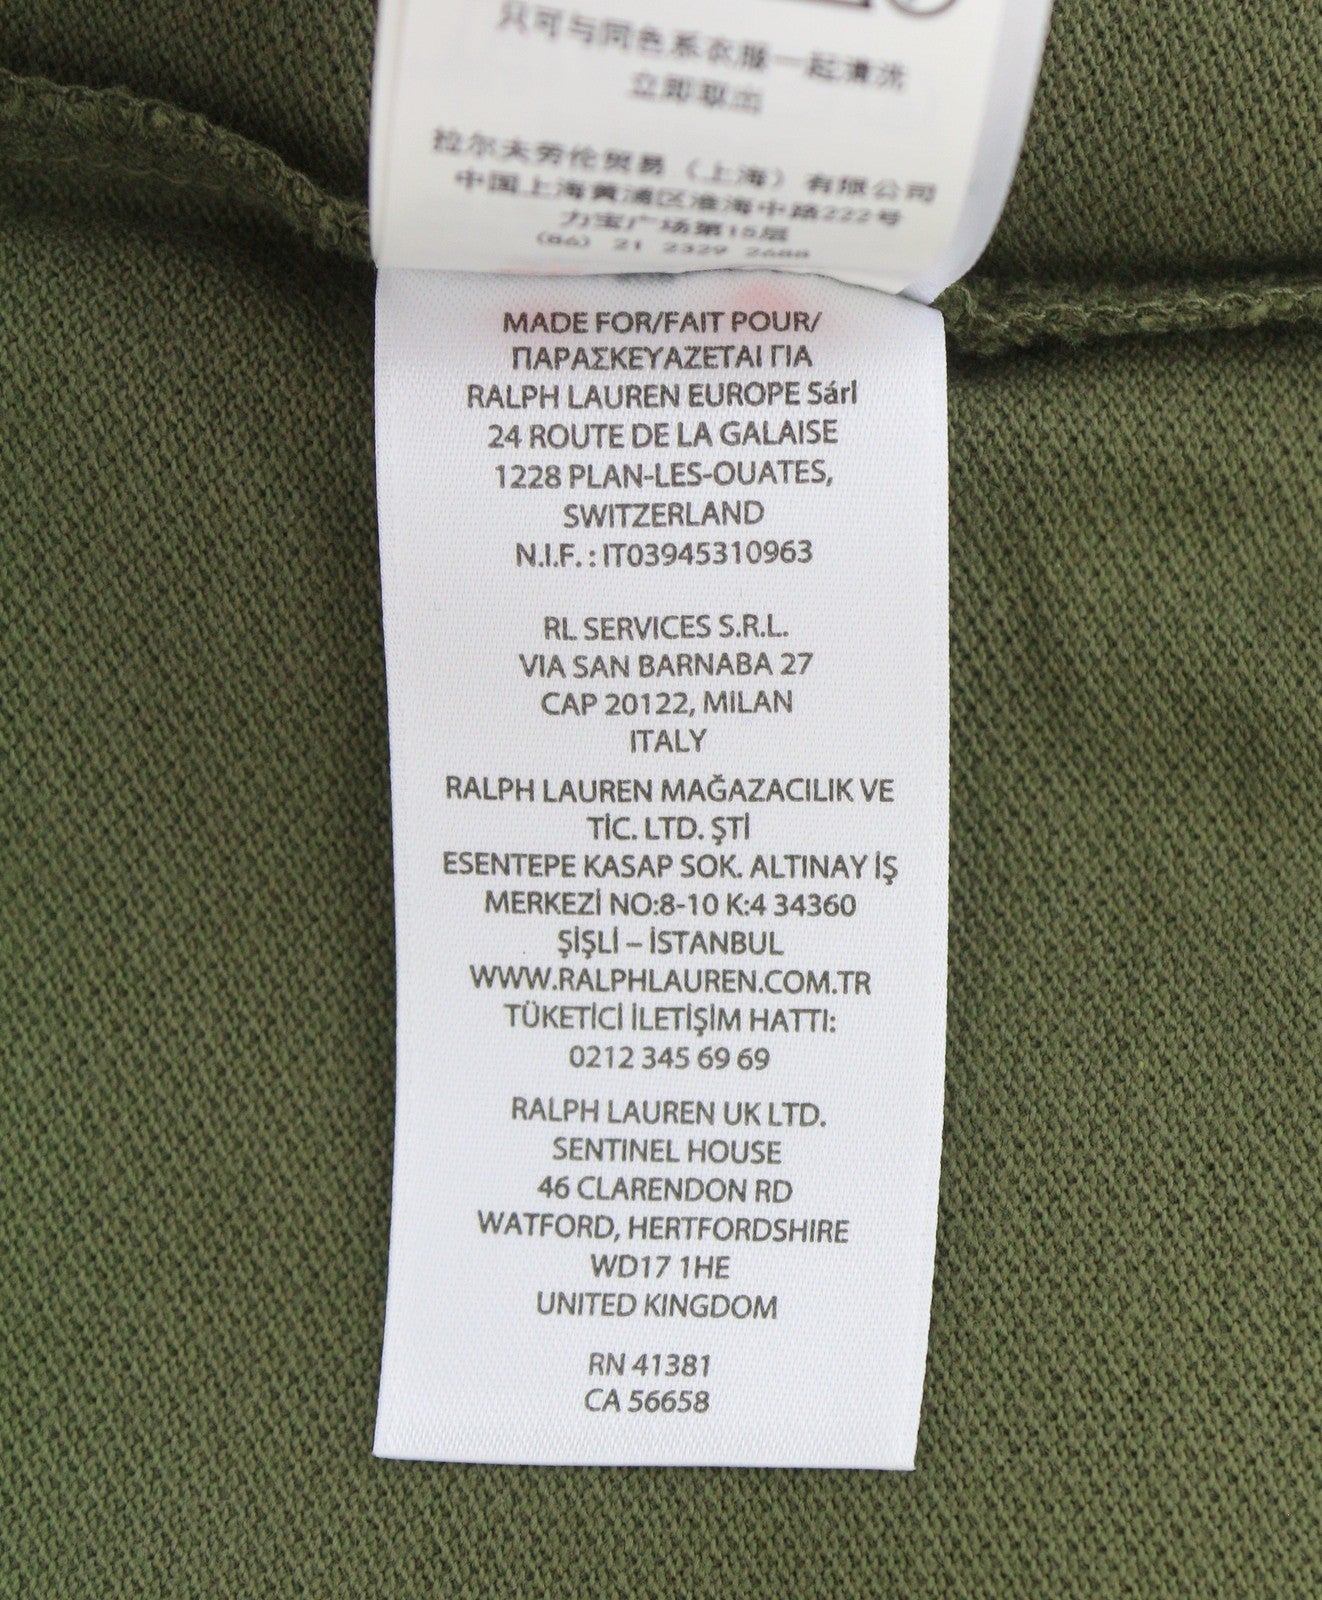 只可与同色系衣服一起清洗
立即取出
拉尔夫劳伦贸易（上海）有限公司
中国上海黄浦区淮海中路222号
力宝广场第15层
(86) 21 2329 2688
MADE FOR/FAIT POUR/
ΠΑΡΑΣΚΕΥΑΖΕΤΑΙ ΓΙΑ
RALPH LAUREN EUROPE Sárl
24 ROUTE DE LA GALAISE
1228 PLAN-LES-OUATES,
SWITZERLAND
N.I.F. : IT03945310963
RL SERVICES S.R.L.
VIA SAN BARNABA 27
CAP 20122, MILAN
ITALY
RALPH LAUREN MAĞAZACILIK VE
TİC. LTD. ŞTİ
ESENTEPE KASAP SOK. ALTINAY İŞ
MERKEZİ NO:8-10 K:4 34360
ŞİŞLİ – İSTANBUL
WWW.RALPHLAUREN.COM.TR
TÜKETİCİ İLETİŞİM HATTI:
0212 345 69 69
RALPH LAUREN UK LTD.
SENTINEL HOUSE
46 CLARENDON RD
WATFORD, HERTFORDSHIRE
WD17 1HE
UNITED KINGDOM
RN 41381
CA 56658